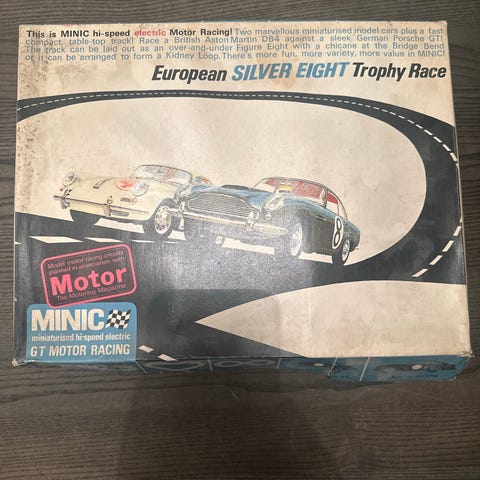 This is MINIC hi-speed electric Motor Racing! Two marvellous miniaturised model cars plus a fast
compact, table-top track! Race a British Aston Martin DB4 against a sleek German Porsche GT!
The track can be laid out as an over-and-under Figure Eight with a chicane at the Bridge Bend
or it can be arranged to form a Kidney Loop. There's more fun, more variety, more value in MINIC!
European SILVER EIGHT Trophy Race
8
Model motor racing circuits
planned in association with
Motor
The Motoring Magazine
MINIC
miniaturised hi-speed electric
GT MOTOR RACING